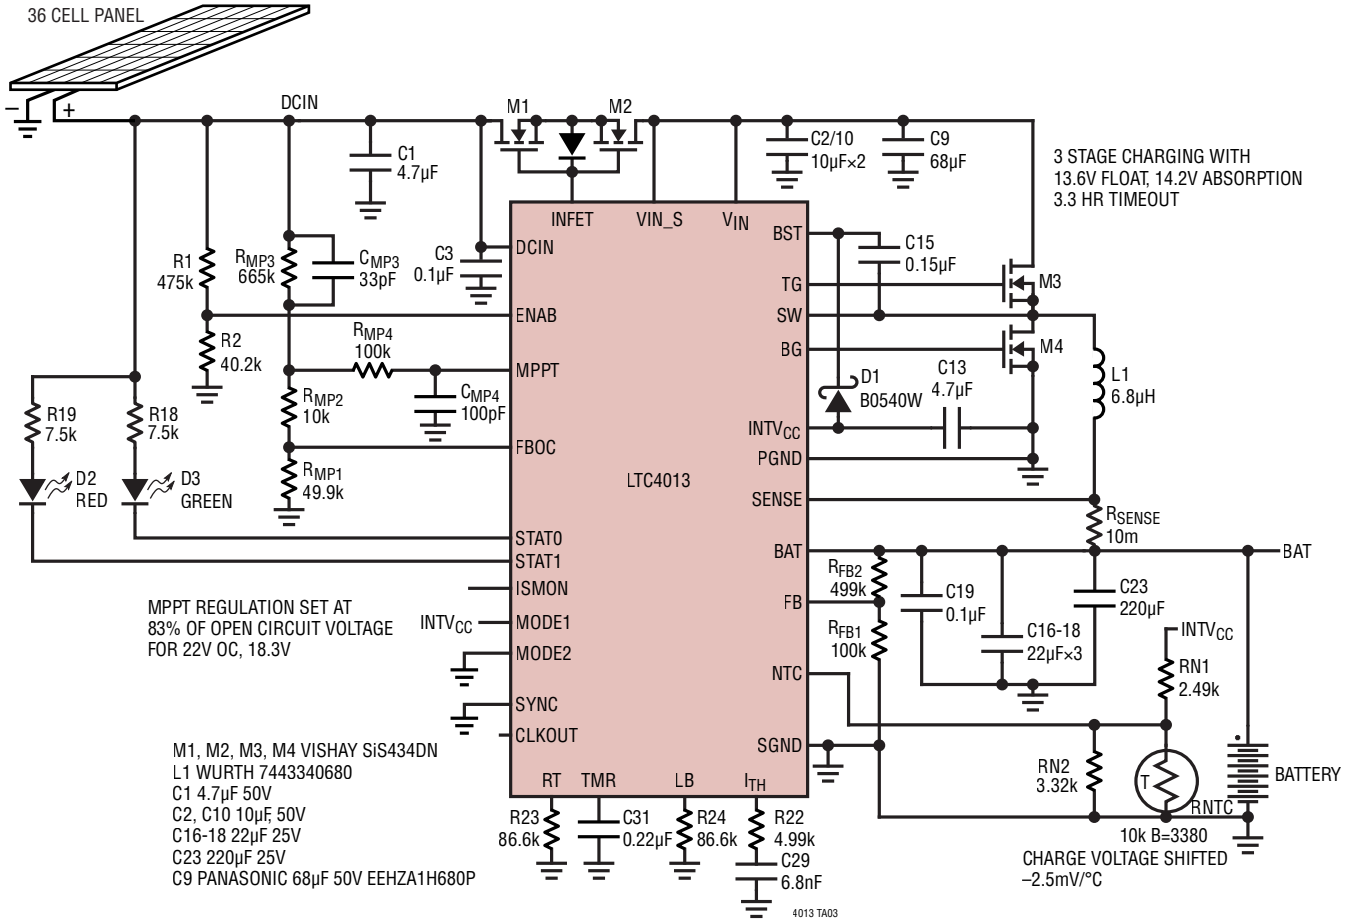 36 CELL PANEL
–
+
DCIN
M1
M2
C1
4.7µF
C2/10
10µF×2
C9
68µF
3 STAGE CHARGING WITH
13.6V FLOAT, 14.2V ABSORPTION
3.3 HR TIMEOUT
INFET
VIN_S
VIN
DCIN
BST
R1
475k
RMP3
665k
CMP3
33pF
C3
0.1µF
C15
0.15µF
TG
M3
ENAB
SW
R2
40.2k
RMP4
100k
BG
M4
MPPT
D1
B0540W
C13
4.7µF
L1
6.8µH
RMP2
10k
CMP4
100pF
R19
7.5k
R18
7.5k
INTVCC
FBOC
PGND
D2
RED
D3
GREEN
RMP1
49.9k
LTC4013
SENSE
RSENSE
10m
STAT0
STAT1
BAT
BAT
ISMON
RFB2
499k
FB
C19
0.1µF
C23
220µF
MPPT REGULATION SET AT
83% OF OPEN CIRCUIT VOLTAGE
FOR 22V OC, 18.3V
INTVCC
MODE1
MODE2
RFB1
100k
C16-18
22µF×3
INTVCC
RN1
2.49k
NTC
SYNC
CLKOUT
SGND
M1, M2, M3, M4 VISHAY SiS434DN
L1 WURTH 7443340680
C1 4.7µF 50V
C2, C10 10µF, 50V
C16-18 22µF 25V
C23 220µF 25V
C9 PANASONIC 68µF 50V EEHZA1H680P
RT
TMR
LB
ITH
R23
86.6k
C31
0.22µF
R24
86.6k
R22
4.99k
C29
6.8nF
RN2
3.32k
T
RNTC
BATTERY
10k B=3380
CHARGE VOLTAGE SHIFTED
–2.5mV/°C
4013 TA03